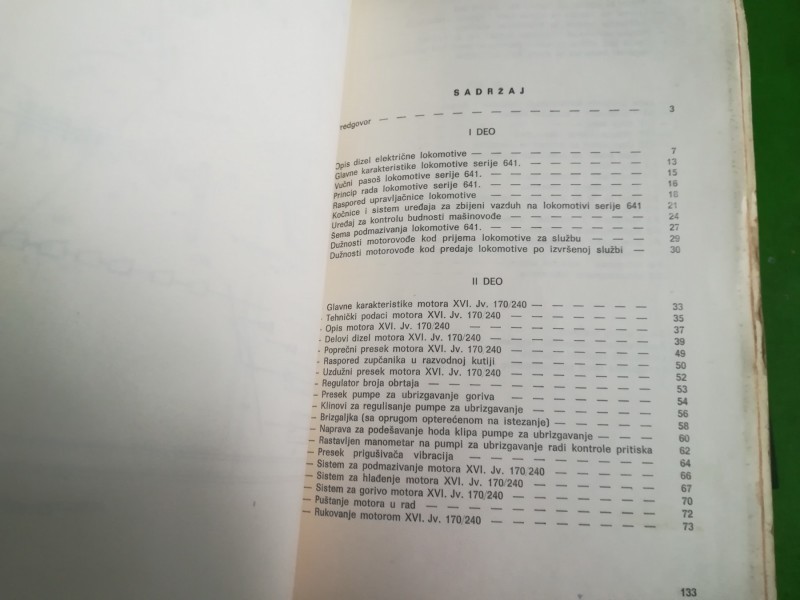 SADRŽAJ
redgovor — — — — — — — — — — — — — 3
I DEO
Opis dizel električne lokomotive — — — — — — 7
Glavne karakteristike lokomotive serije 641. — — — — — 13
Vučni pasoš lokomotive serije 641. — — — — — — 15
Princip rada lokomotive serije 641. — — — — — — 16
Raspored upravljačnice lokomotive — — — — — — 18
Kočnice i sistem uređaja za zbijeni vazduh na lokomotivi serije 641 21
Uređaj za kontrolu budnosti mašinovođe — — — — — 24
Šema podmazivanja lokomotive 641. — — — — — — 27
Dužnosti motorovođe kod prijema lokomotive za službu — — — 29
Dužnosti motorovođe kod predaje lokomotive po izvršenoj službi — 30
II DEO
Glavne karakteristike motora XVI. Jv. 170/240 — — — — — 33
Tehnički podaci motora XVI. Jv. 170/240 — — — — — 35
- Opis motora XVI. Jv. 170/240 — — — — — — 37
- Delovi dizel motora XVI. Jv. 170/240 — — — — — 39
- Poprečni presek motora XVI. Jv. 170/240 — — — — — 49
- Raspored zupčanika u razvodnoj kutiji — — — — — 50
- Uzdužni presek motora XVI. Jv. 170/240 — — — — — 52
- Regulator broja obrtaja — — — — — — — — 53
- Presek pumpe za ubrizgavanje goriva — — — — — 54
- Klinovi za regulisanje pumpe za ubrizgavanje — — — — 56
- Brizgaljka (sa oprugom opterećenom na istezanje) — — — — 58
- Naprava za podešavanje hoda klipa pumpe za ubrizgavanje — — — 60
- Rastavljen manometar na pumpi za ubrizgavanje radi kontrole pritiska 62
- Presek prigušivača vibracija — — — — — — — 64
- Sistem za podmazivanje motora XVI. Jv. 170/240 — — — — 66
- Sistem za hlađenje motora XVI. Jv. 170/240 — — — — — 67
- Sistem za gorivo motora XVI. Jv. 170/240 — — — — — 70
- Puštanje motora u rad — — — — — — — — 72
- Rukovanje motorom XVI. Jv. 170/240 — — — — — — 73
133